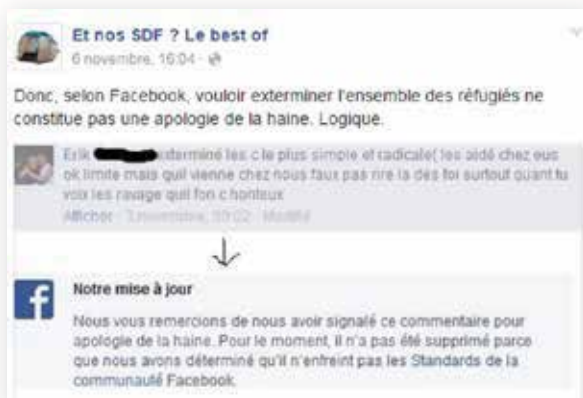 Et nos SDF ? Le best of
6 novembre, 16:04 ·
Donc, selon Facebook, vouloir exterminer l'ensemble des réfugiés ne
constitue pas une apologie de la haine. Logique.
Erik exterminé les c le plus simple et radicale( les aidé chez eus
ok limite mais quil vienne chez nous faux pas rire la des foi surtout quant tu
voix les ravage quil fon c honteux
Afficher · 3 novembre, · Modifié
Notre mise à jour
Nous vous remercions de nous avoir signalé ce commentaire pour
apologie de la haine. Pour le moment, il n'a pas été supprimé parce
que nous avons déterminé qu'il n'enfreint pas les Standards de la
communauté Facebook.